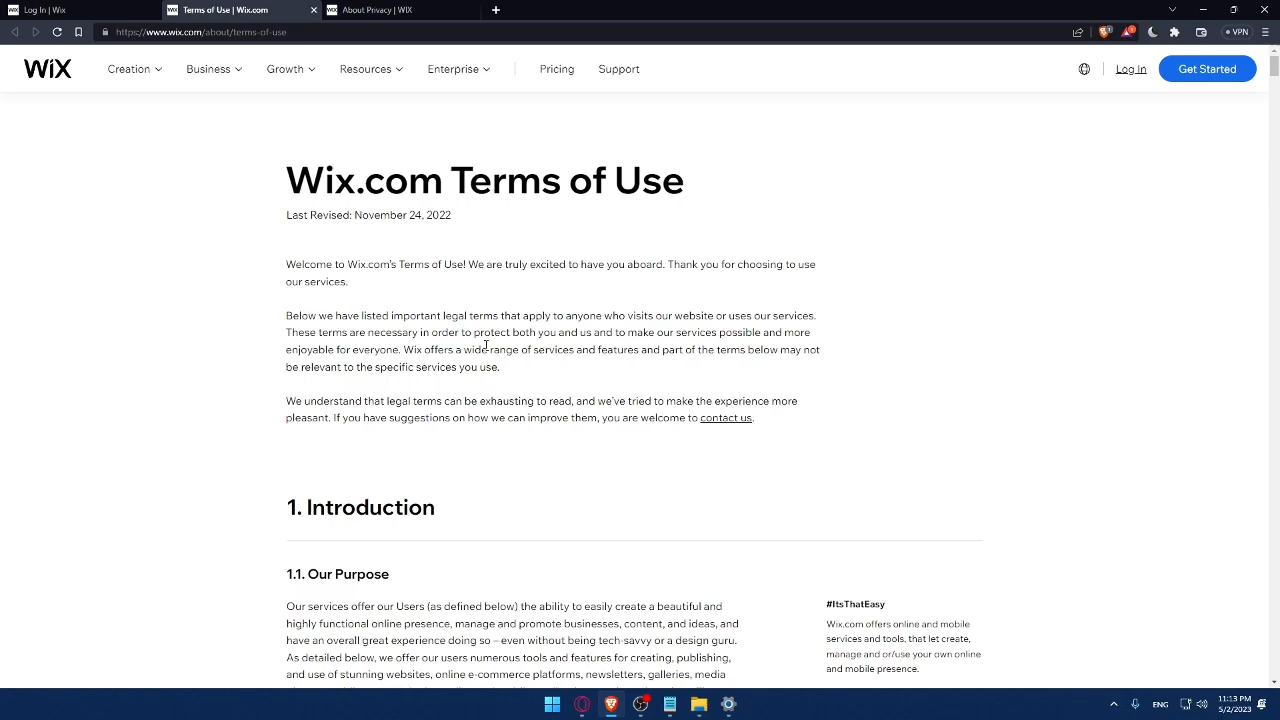 Log In | Wix
Terms of Use | Wix.com
About Privacy | WIX
https://www.wix.com/about/terms-of-use
VPN
WiX
Creation
Business
Growth
Resources
Enterprise
Pricing
Support
Log In
Get Started
Wix.com Terms of Use
Last Revised: November 24, 2022
Welcome to Wix.com's Terms of Use! We are truly excited to have you aboard. Thank you for choosing to use
our services.
Below we have listed important legal terms that apply to anyone who visits our website or uses our services.
These terms are necessary in order to protect both you and us and to make our services possible and more
enjoyable for everyone. Wix offers a wide range of services and features and part of the terms below may not
be relevant to the specific services you use.
We understand that legal terms can be exhausting to read, and we've tried to make the experience more
pleasant. If you have suggestions on how we can improve them, you are welcome to contact us.
1. Introduction
1.1. Our Purpose
Our services offer our Users (as defined below) the ability to easily create a beautiful and
highly functional online presence, manage and promote businesses, content, and ideas, and
have an overall great experience doing so – even without being tech-savvy or a design guru.
As detailed below, we offer our users numerous tools and features for creating, publishing,
and use of stunning websites, online e-commerce platforms, newsletters, galleries, media
#ItsThatEasy
Wix.com offers online and mobile
services and tools, that let create,
manage and or/use your own online
and mobile presence.
ENG
11:13 PM
5/2/2023